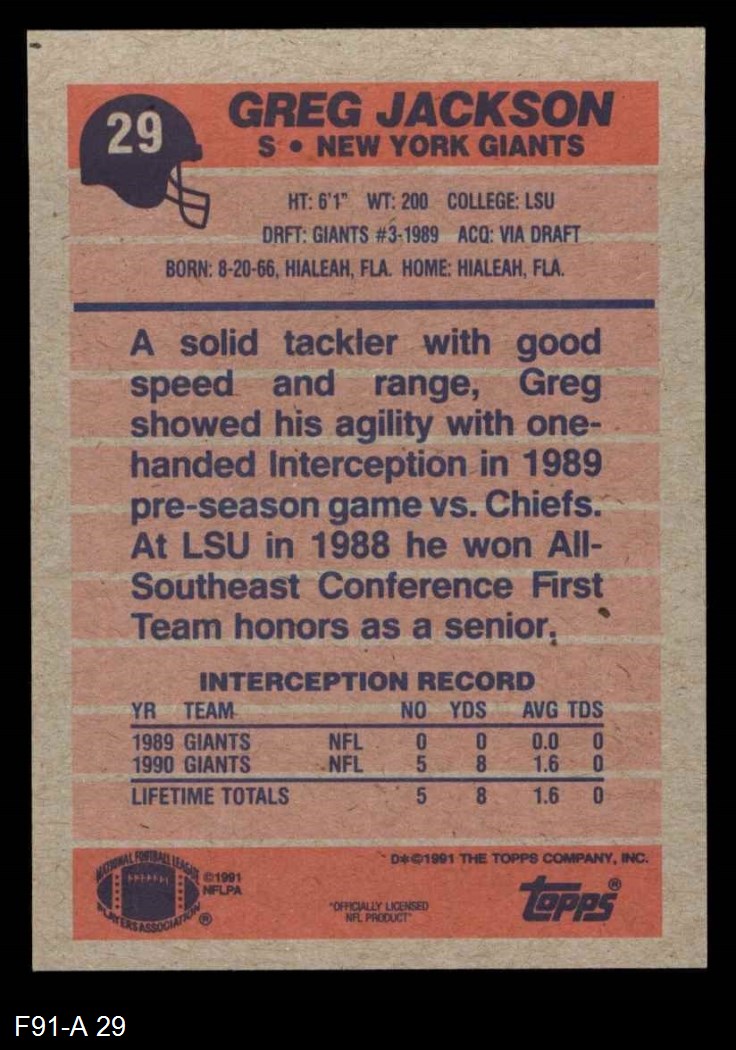 29
GREG JACKSON
S • NEW YORK GIANTS
HT: 6'1" WT: 200 COLLEGE: LSU
DRFT: GIANTS #3-1989 ACQ: VIA DRAFT
BORN: 8-20-66, HIALEAH, FLA. HOME: HIALEAH, FLA.
A solid tackler with good
speed and range, Greg
showed his agility with one-
handed Interception in 1989
pre-season game vs. Chiefs.
At LSU in 1988 he won All-
Southeast Conference First
Team honors as a senior.
INTERCEPTION RECORD
YR TEAM NO YDS AVG TDS
1989 GIANTS NFL 0 0 0.0 0
1990 GIANTS NFL 5 8 1.6 0
LIFETIME TOTALS 5 8 1.6 0
D*©1991 THE TOPPS COMPANY, INC.
NATIONAL FOOTBALL LEAGUE
PLAYERS ASSOCIATION ®
©1991
NFLPA
"OFFICIALLY LICENSED
NFL PRODUCT"
topps®
F91-A 29